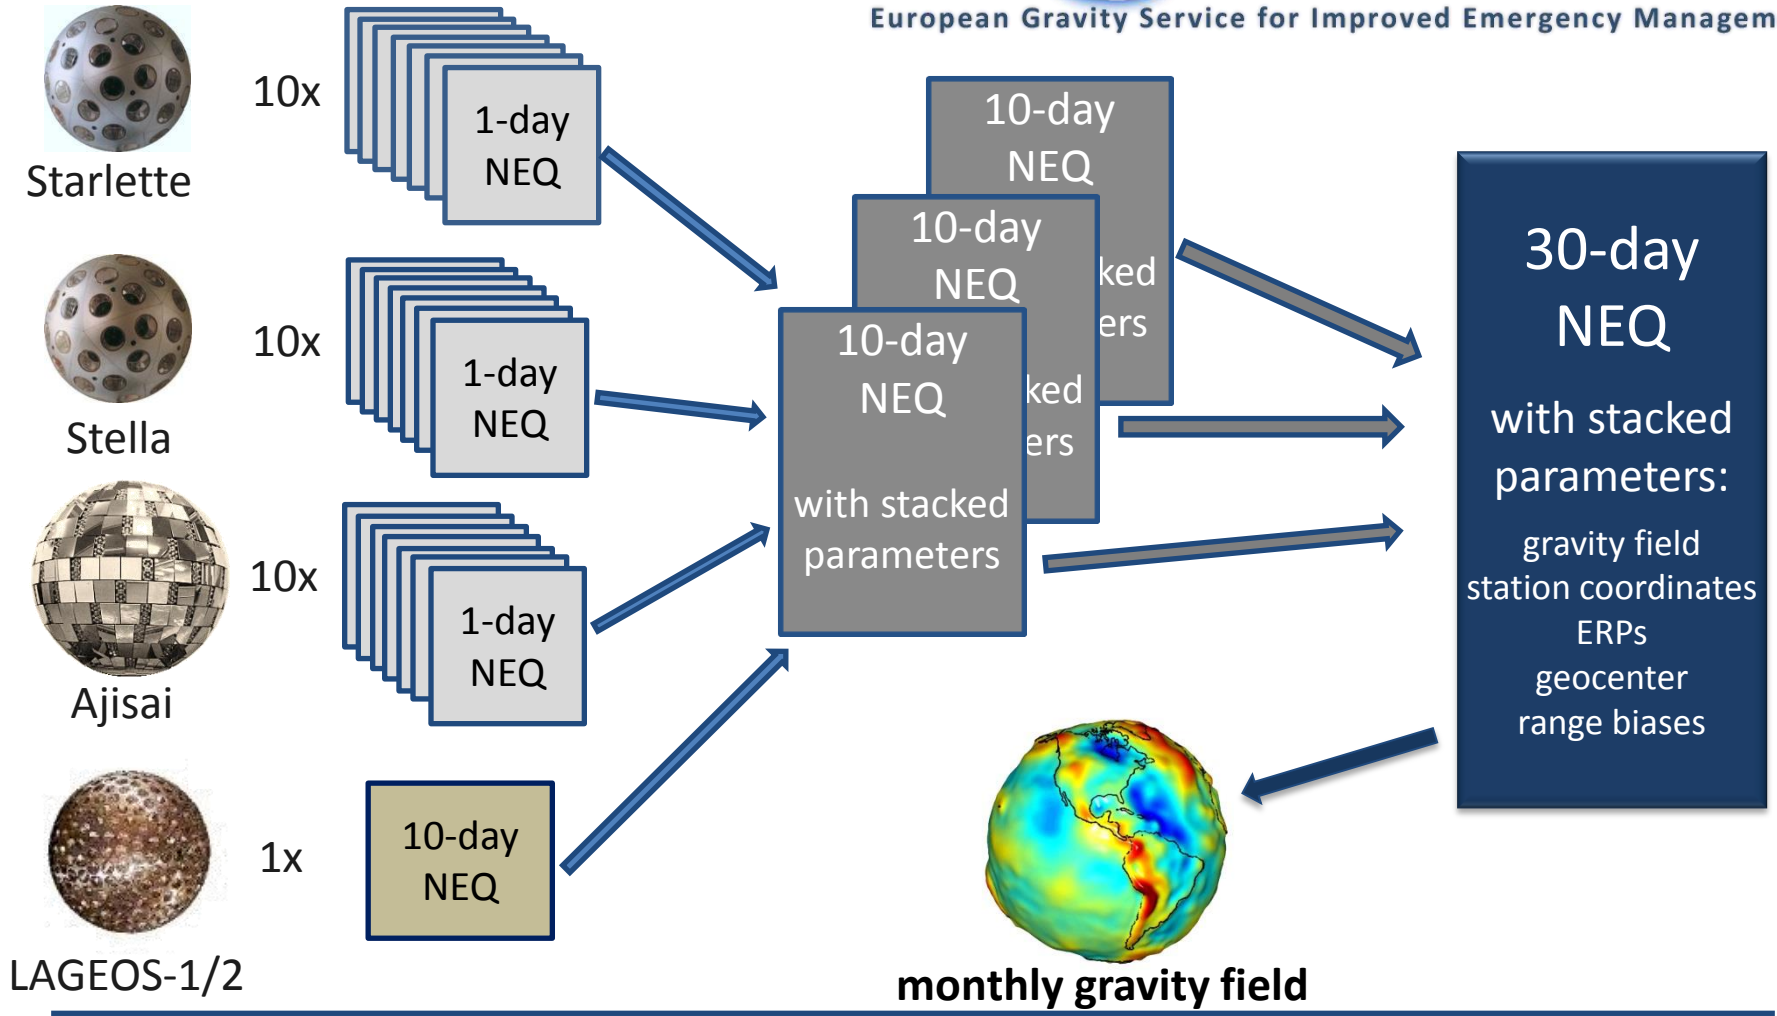 European Gravity Service for Improved Emergency Managem
Starlette
10x
1-day
NEQ
Stella
10x
1-day
NEQ
Ajisai
10x
1-day
NEQ
LAGEOS-1/2
1x
10-day
NEQ
10-day
NEQ
ked
ers
10-day
NEQ
ked
ers
10-day
NEQ
with stacked
parameters
30-day
NEQ
with stacked
parameters:
gravity field
station coordinates
ERPs
geocenter
range biases
monthly gravity field